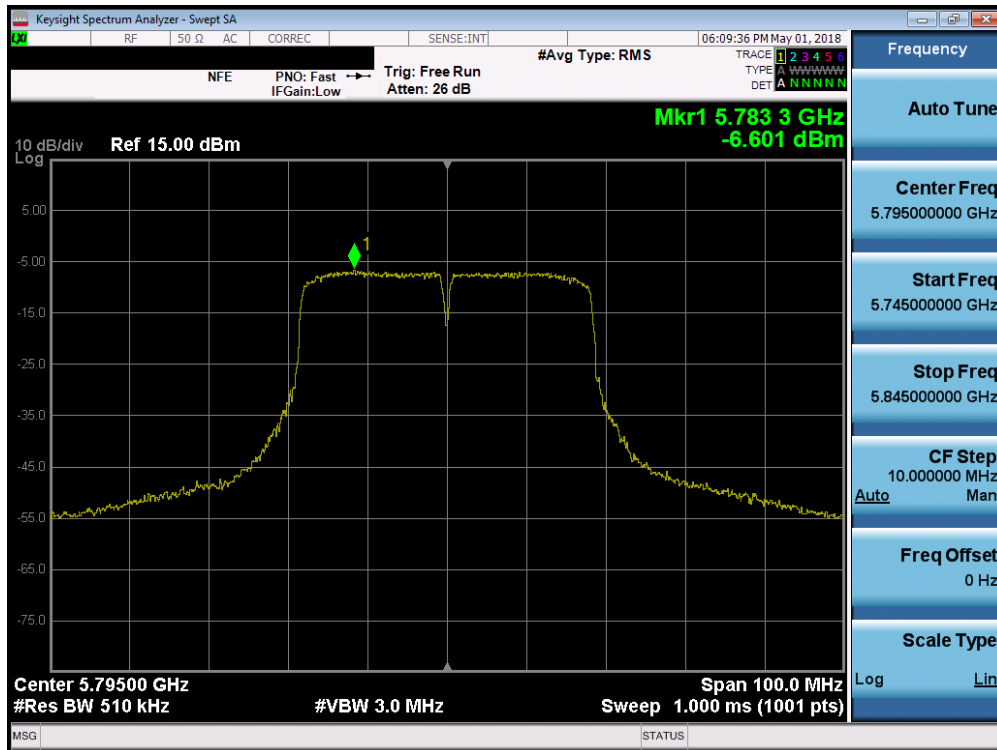 Keysight Spectrum Analyzer - Swept SA
LXI RF 50 Ω AC CORREC SENSE:INT 06:09:36 PM May 01, 2018
#Avg Type: RMS TRACE 1 2 3 4 5 6
NFE PNO: Fast Trig: Free Run TYPE A WWWWW
IFGain:Low Atten: 26 dB DET A N N N N N
Mkr1 5.783 3 GHz
-6.601 dBm
10 dB/div Ref 15.00 dBm
Log
1
5.00
-5.00
-15.0
-25.0
-35.0
-45.0
-55.0
-65.0
-75.0
Center 5.79500 GHz Span 100.0 MHz
#Res BW 510 kHz #VBW 3.0 MHz Sweep 1.000 ms (1001 pts)
MSG STATUS
Frequency
Auto Tune
Center Freq
5.795000000 GHz
Start Freq
5.745000000 GHz
Stop Freq
5.845000000 GHz
CF Step
10.000000 MHz
Auto Man
Freq Offset
0 Hz
Scale Type
Log Lin